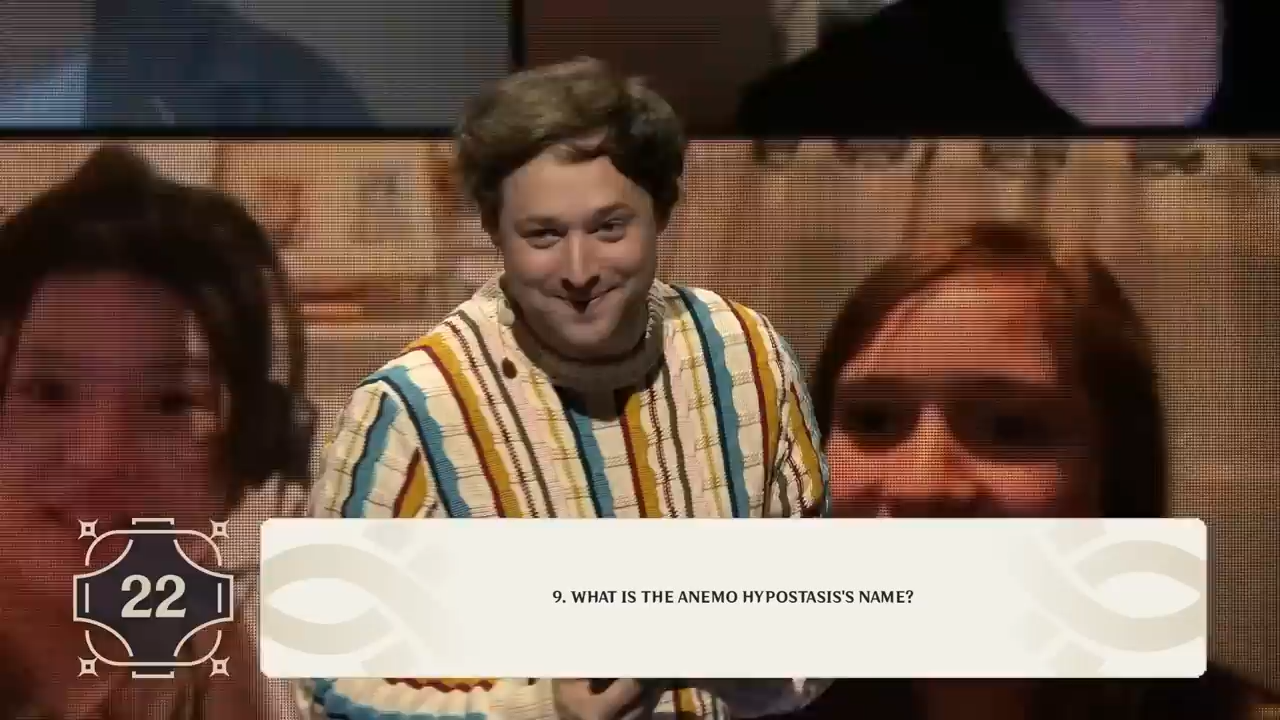 22
9. WHAT IS THE ANEMO HYPOSTASIS'S NAME?